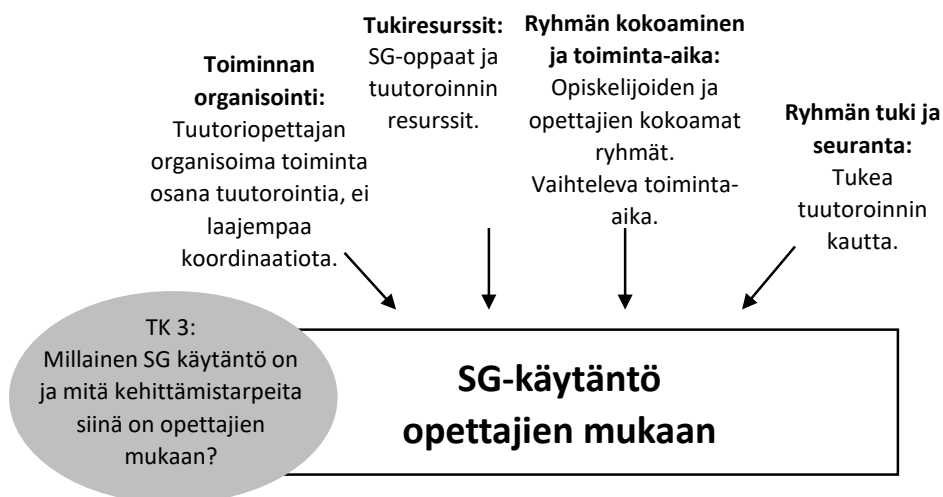 Toiminnan
organisointi:
Tuutoriopettajan
organisoima toiminta
osana tuutorointia, ei
laajempaa
koordinaatiota.
Tukiresurssit:
SG-oppaat ja
tuutoroinnin
resurssit.
Ryhmän kokoaminen
ja toiminta-aika:
Opiskelijoiden ja
opettajien kokoamat
ryhmät.
Vaihteleva toiminta-
aika.
Ryhmän tuki ja
seuranta:
Tukea
tuutoroinnin
kautta.
TK 3:
Millainen SG käytäntö on
ja mitä kehittämistarpeita
siinä on opettajien
mukaan?
SG-käytäntö
opettajien mukaan